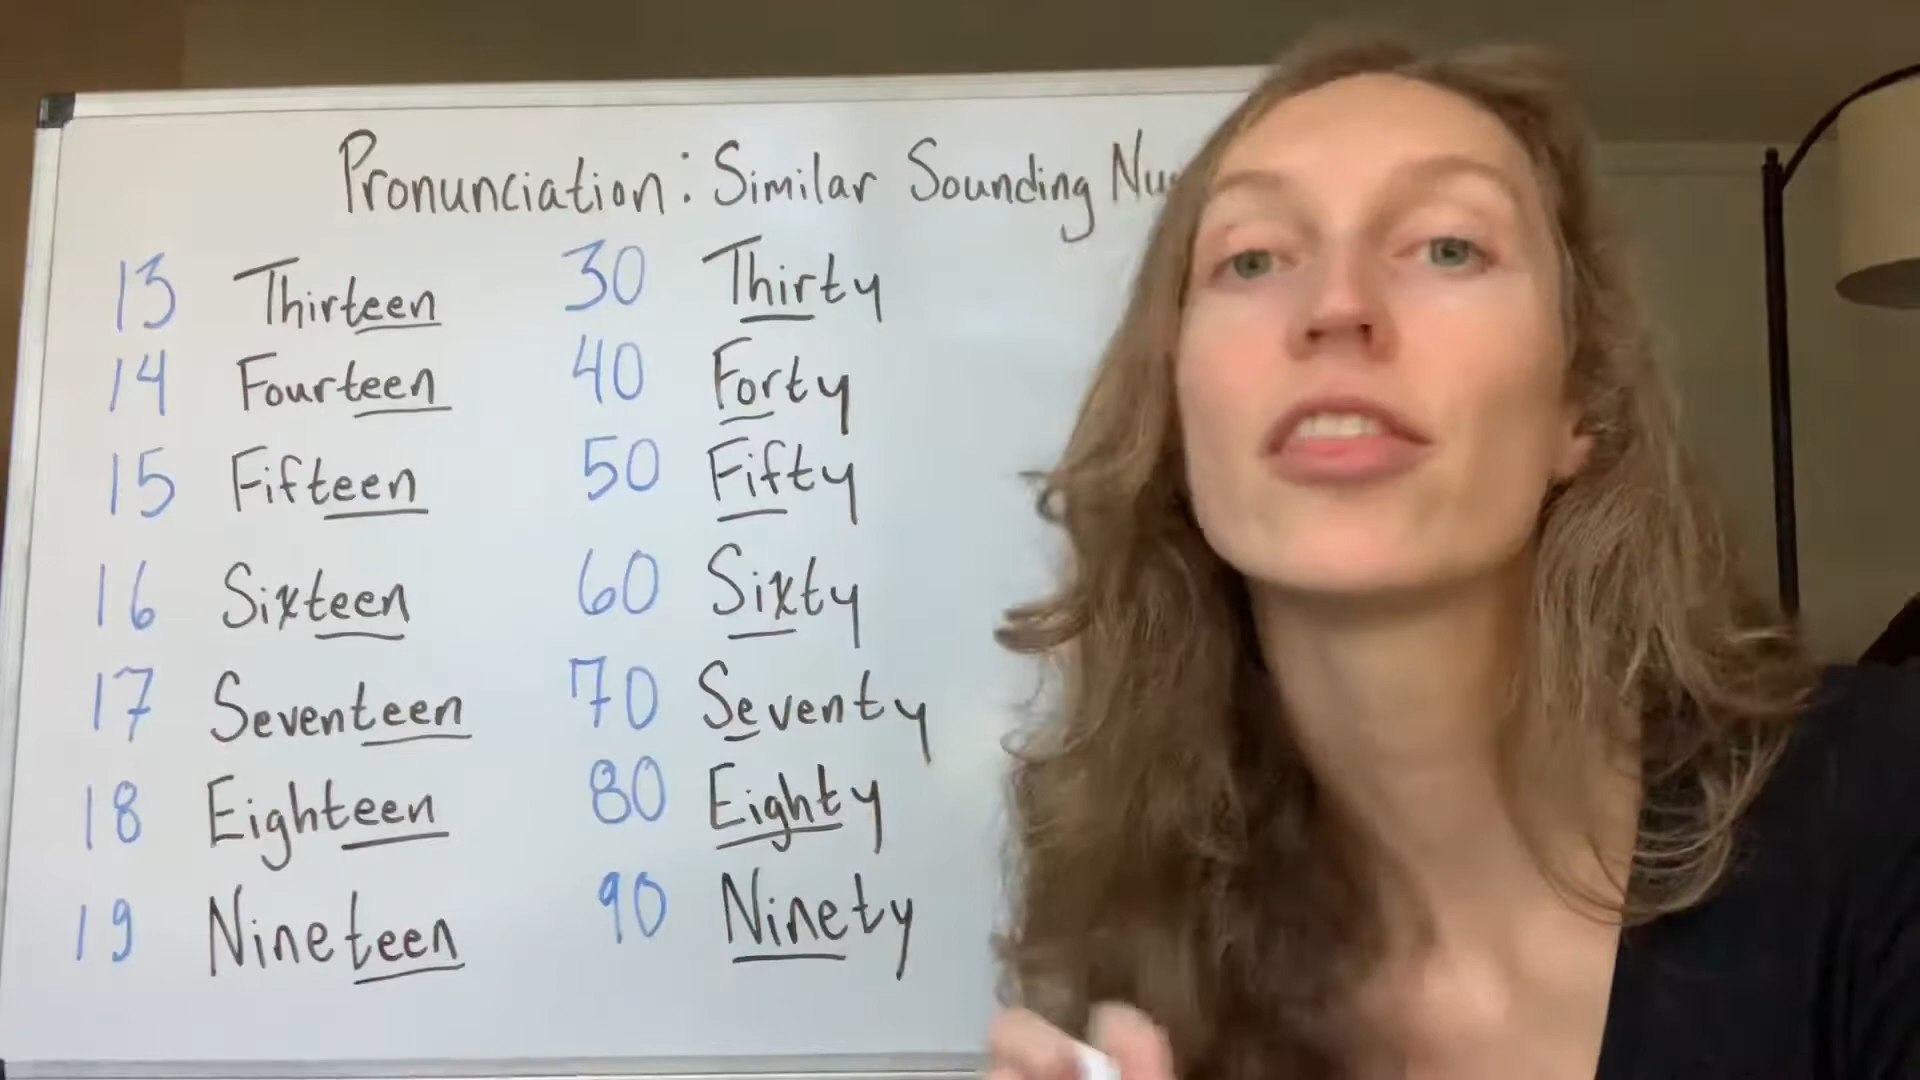 Pronunciation: Similar Sounding
13 Thirteen 30 Thirty
14 Fourteen 40 Forty
15 Fifteen 50 Fifty
16 Sixteen 60 Sixty
17 Seventeen 70 Seventy
18 Eighteen 80 Eighty
19 Nineteen 90 Ninety